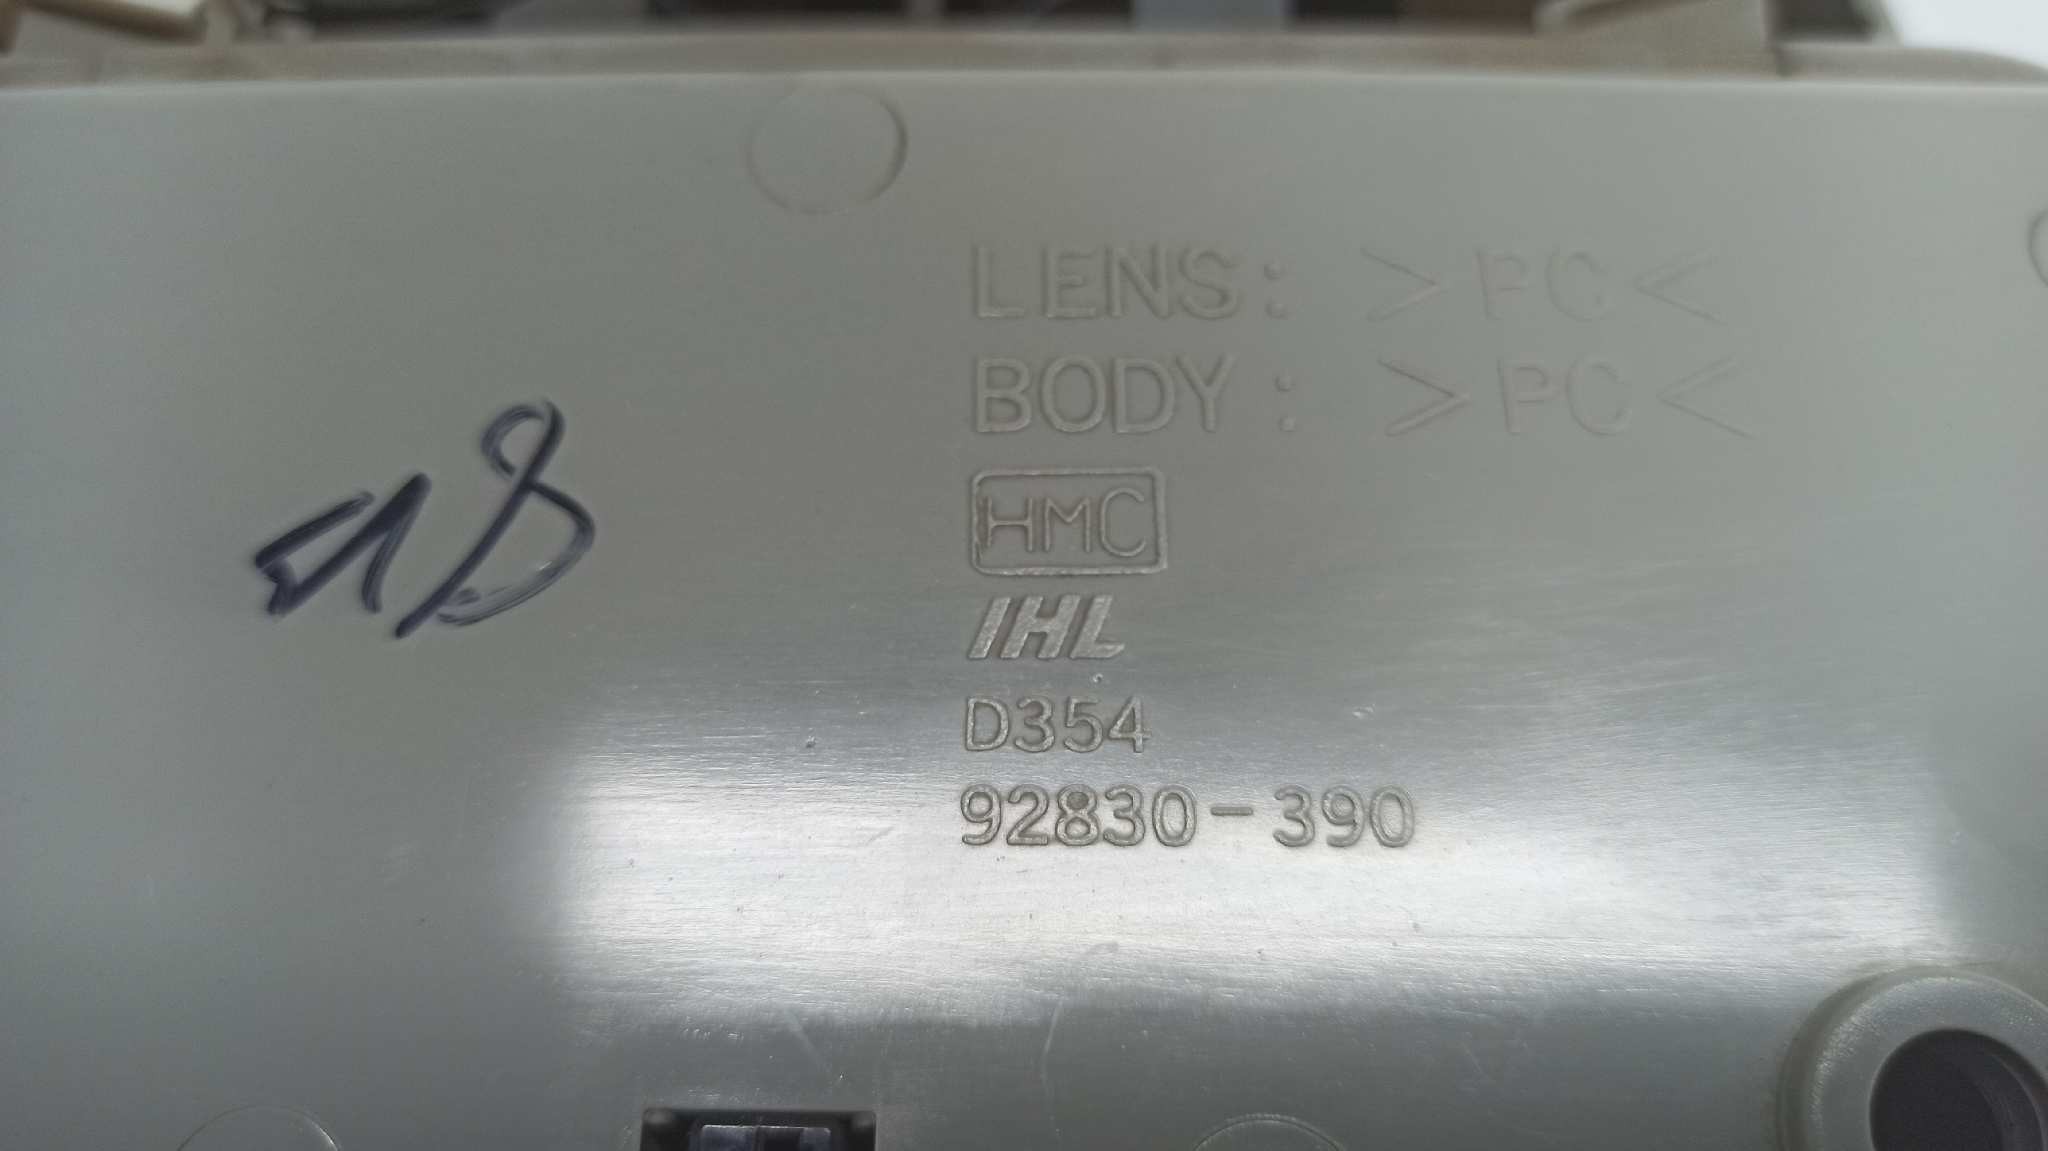 LENS: >PC<
BODY: >PC<
HMC
IHL
D354
92830-390